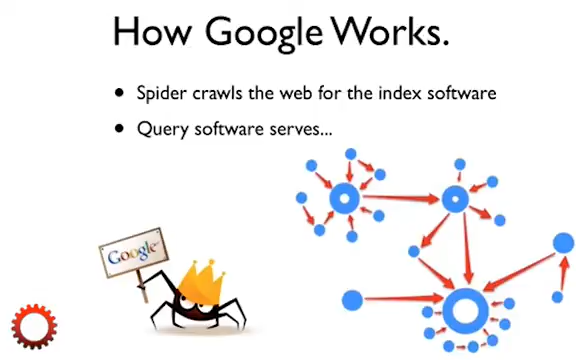 How Google Works.
• Spider crawls the web for the index software
• Query software serves...
Google